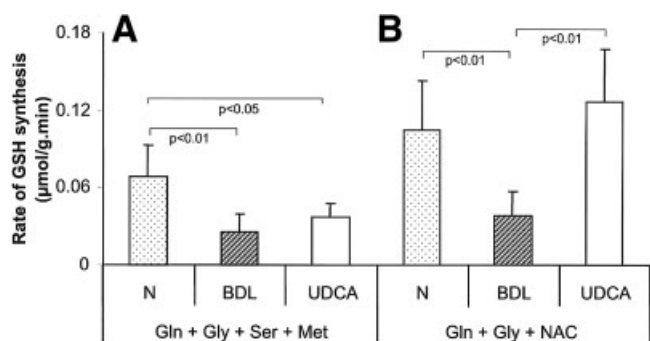 A
B
Rate of GSH synthesis
(µmol/g.min)
0.18
0.12
0.06
0
p<0.05
p<0.01
p<0.01
p<0.01
N BDL UDCA N BDL UDCA
Gln + Gly + Ser + Met Gln + Gly + NAC